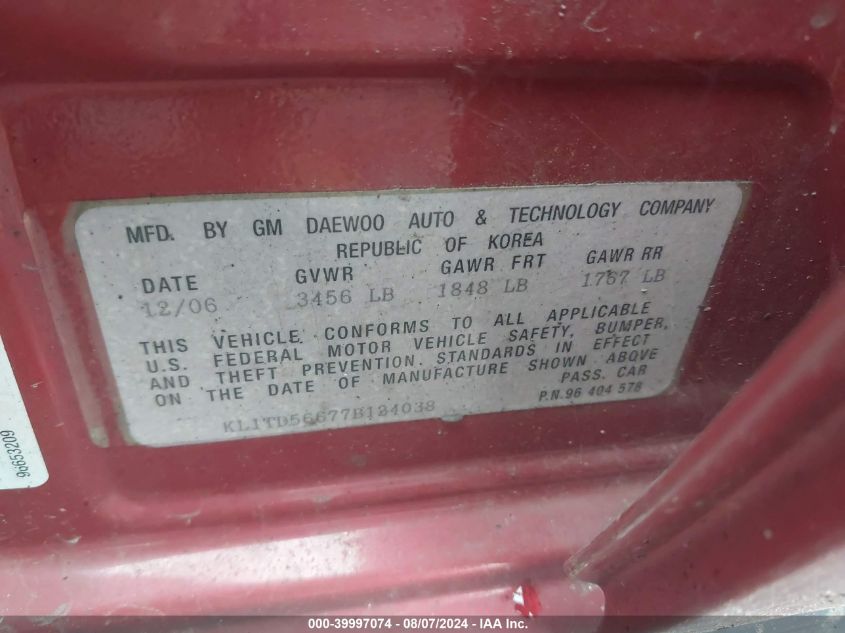 MFD. BY GM DAEWOO AUTO & TECHNOLOGY COMPANY
REPUBLIC OF KOREA
DATE GVWR GAWR FRT GAWR RR
12/06 3456 LB 1848 LB 1767 LB
THIS VEHICLE CONFORMS TO ALL APPLICABLE
U.S. FEDERAL MOTOR VEHICLE SAFETY, BUMPER,
AND THEFT PREVENTION STANDARDS IN EFFECT
ON THE DATE OF MANUFACTURE SHOWN ABOVE
PASS. CAR
KL1TD56677B124038 P.N.96 404 578
96653209
000-39997074 - 08/07/2024 - IAA Inc.